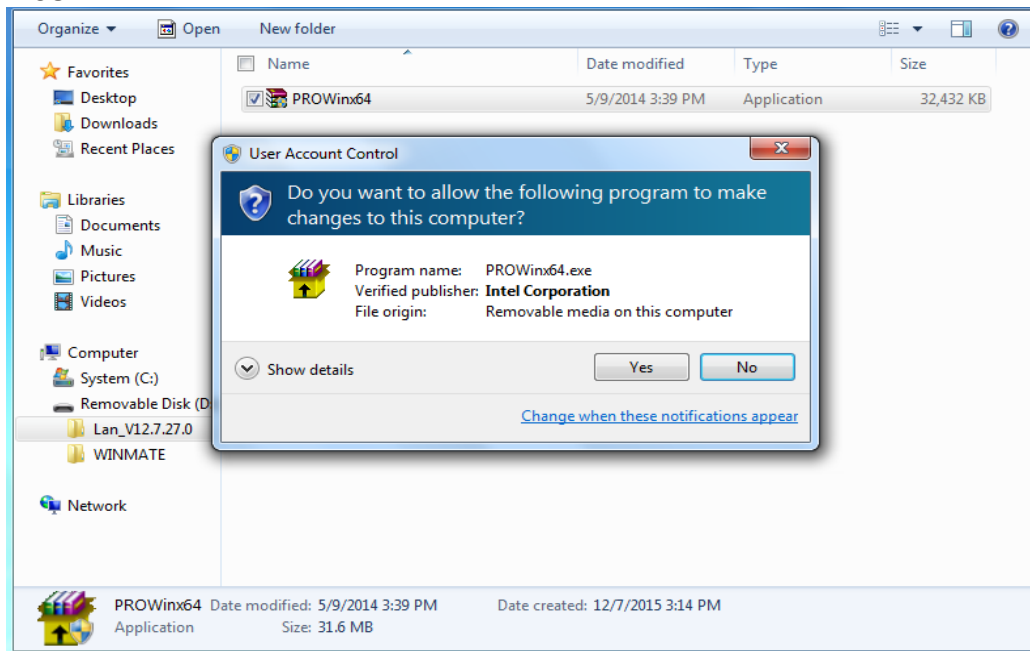 Organize Open New folder
Name Date modified Type Size
PROWinx64 5/9/2014 3:39 PM Application 32,432 KB
Favorites
Desktop
Downloads
Recent Places
Libraries
Documents
Music
Pictures
Videos
Computer
System (C:)
Removable Disk (D
Lan_V12.7.27.0
WINMATE
Network
User Account Control
Do you want to allow the following program to make
changes to this computer?
Program name: PROWinx64.exe
Verified publisher: Intel Corporation
File origin: Removable media on this computer
Show details Yes No
Change when these notifications appear
PROWinx64 Date modified: 5/9/2014 3:39 PM Date created: 12/7/2015 3:14 PM
Application Size: 31.6 MB